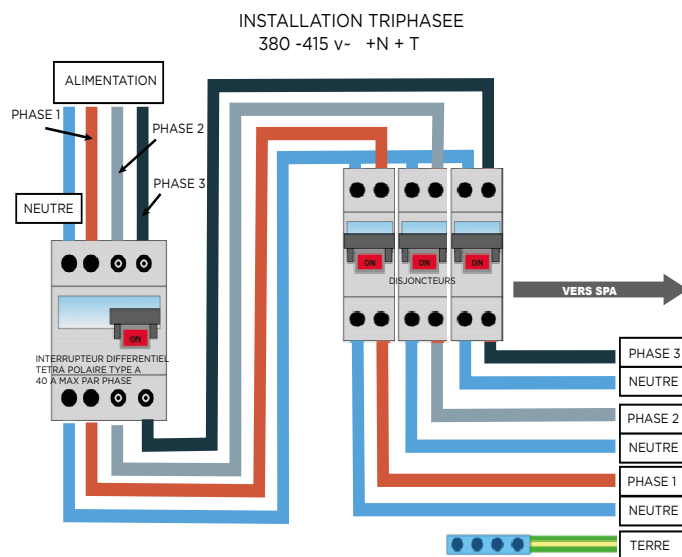 INSTALLATION TRIPHASEE
380 -415 v~ +N + T
ALIMENTATION
PHASE 1
PHASE 2
PHASE 3
NEUTRE
ON
INTERRUPTEUR DIFFERENTIEL
TETRA POLAIRE TYPE A
40 A MAX PAR PHASE
ON
ON
ON
DISJONCTEURS
VERS SPA
PHASE 3
NEUTRE
PHASE 2
NEUTRE
PHASE 1
NEUTRE
TERRE